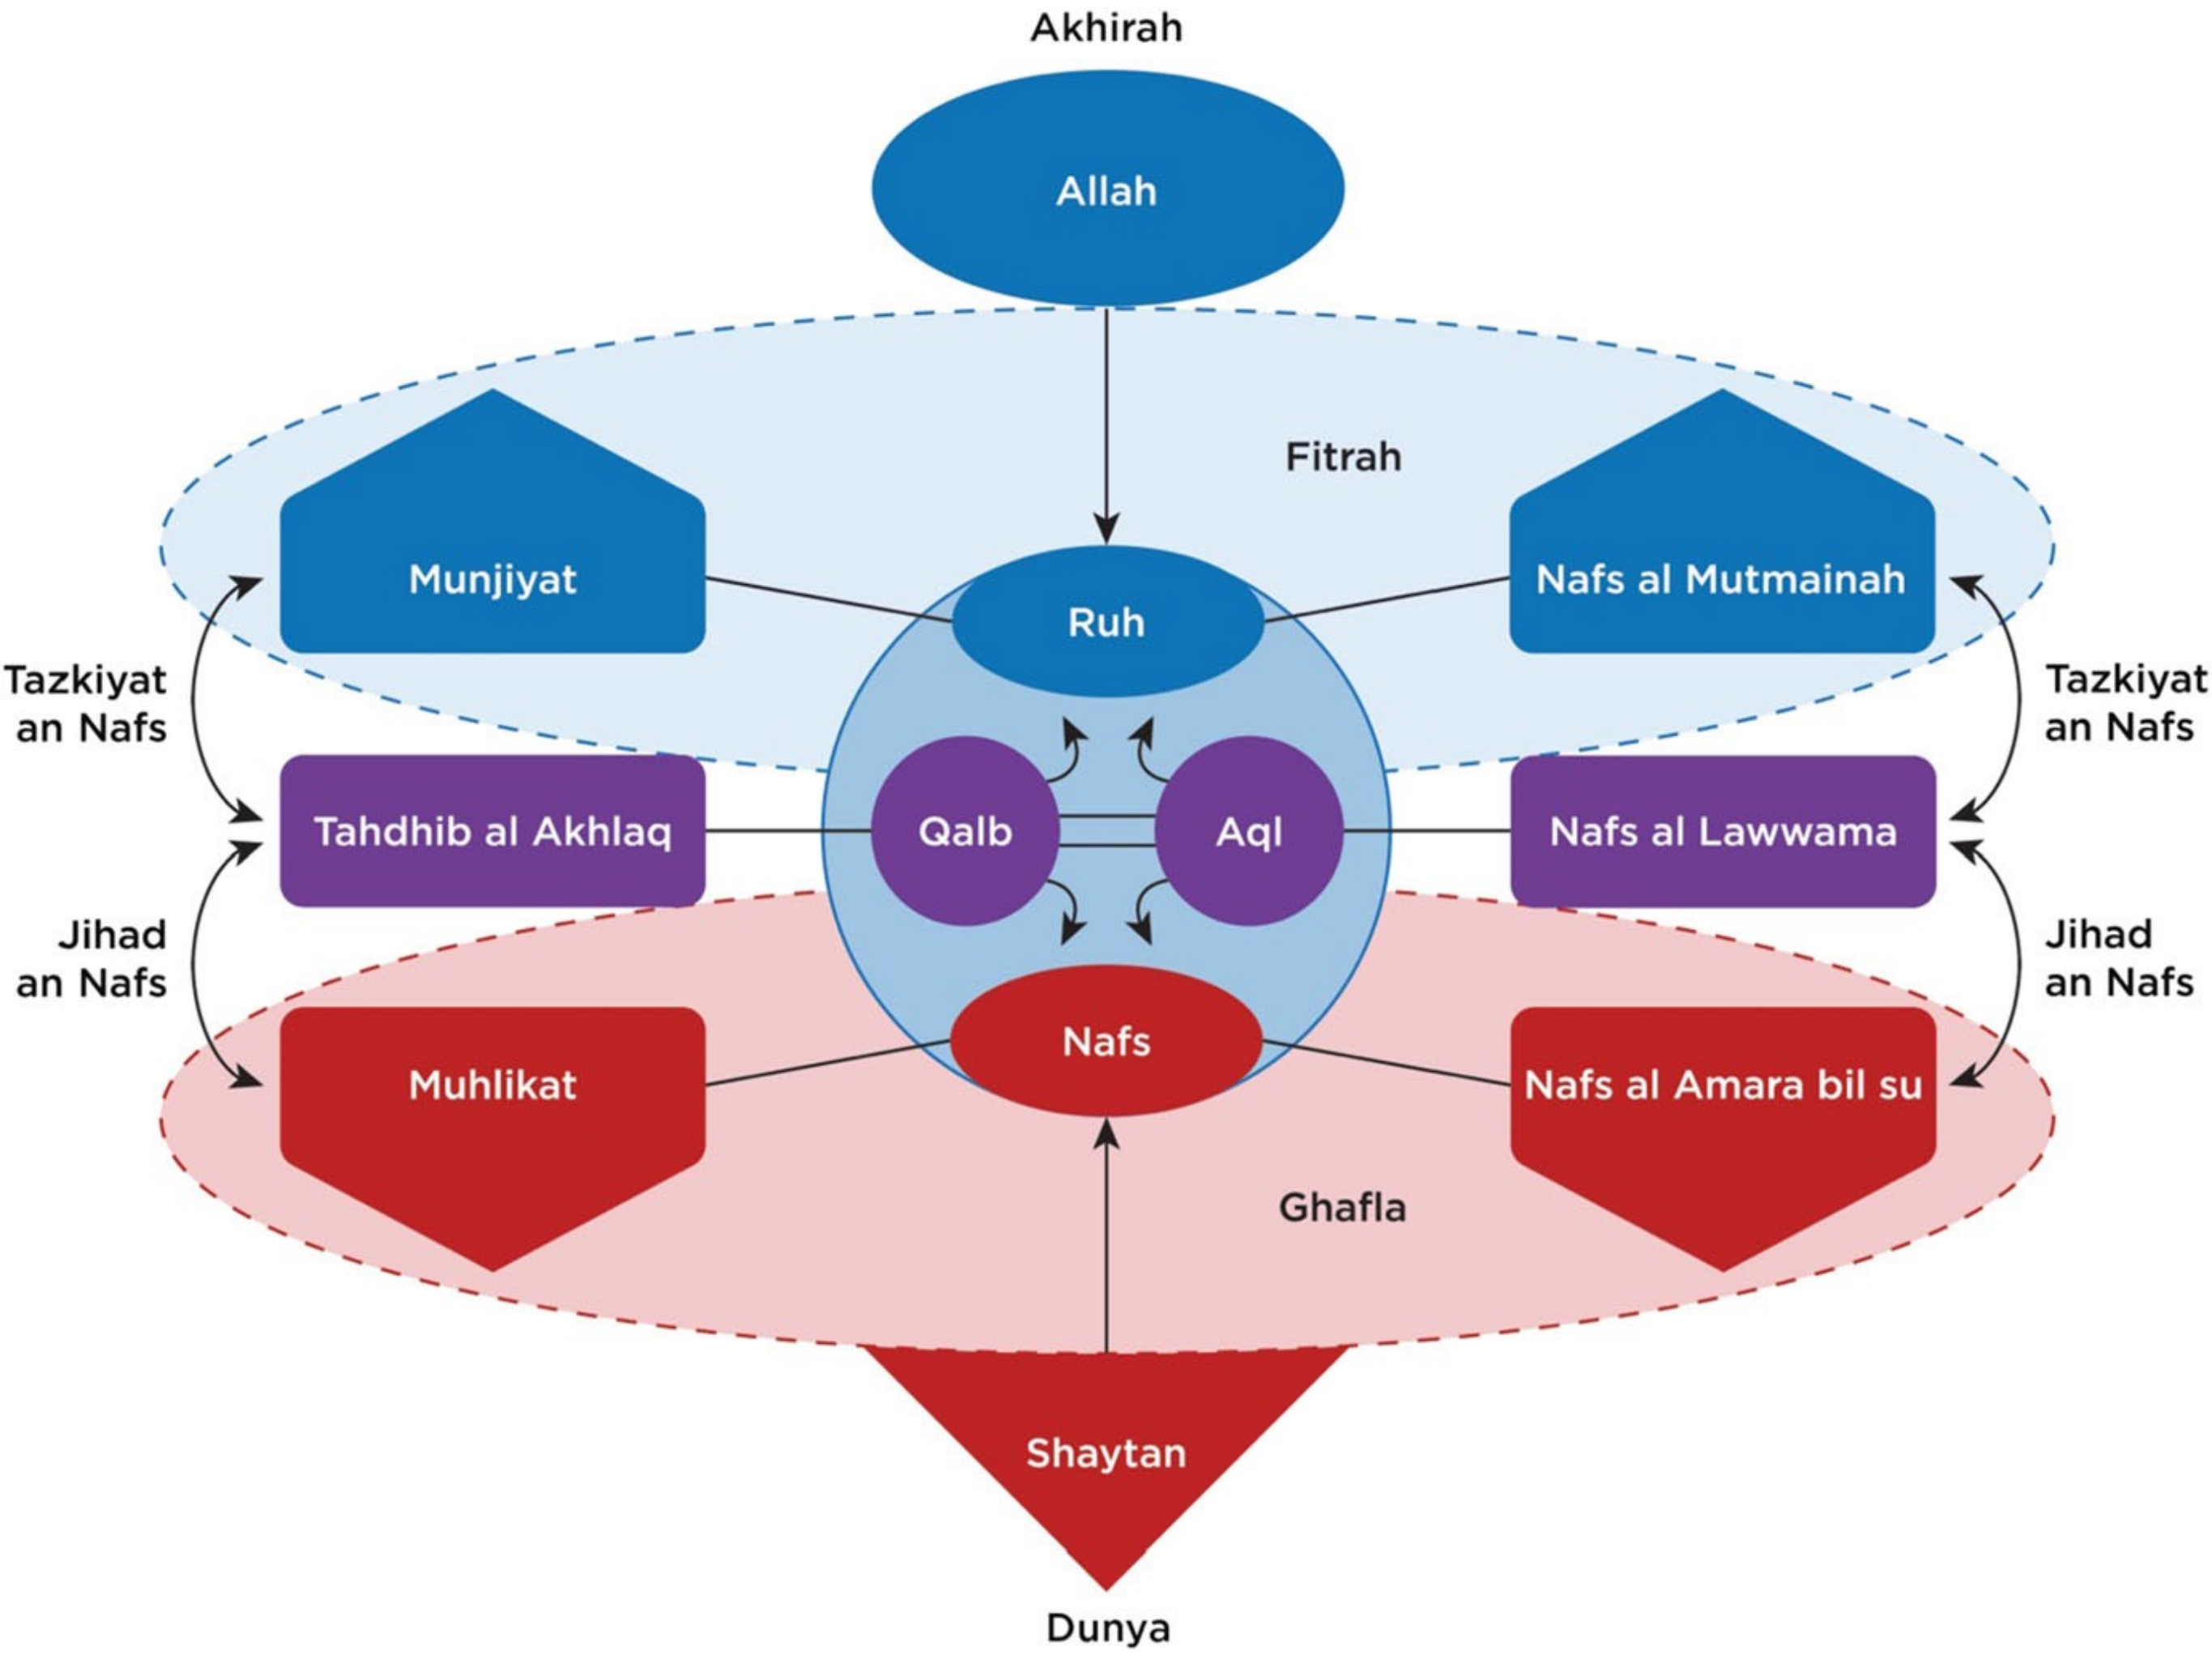 Akhirah
Allah
Fitrah
Munjiyat
Nafs al Mutmainah
Ruh
Tazkiyat
an Nafs
Tazkiyat
an Nafs
Tahdhib al Akhlaq
Qalb
Aql
Nafs al Lawwama
Jihad
an Nafs
Jihad
an Nafs
Nafs
Muhlikat
Nafs al Amara bil su
Ghafla
Shaytan
Dunya